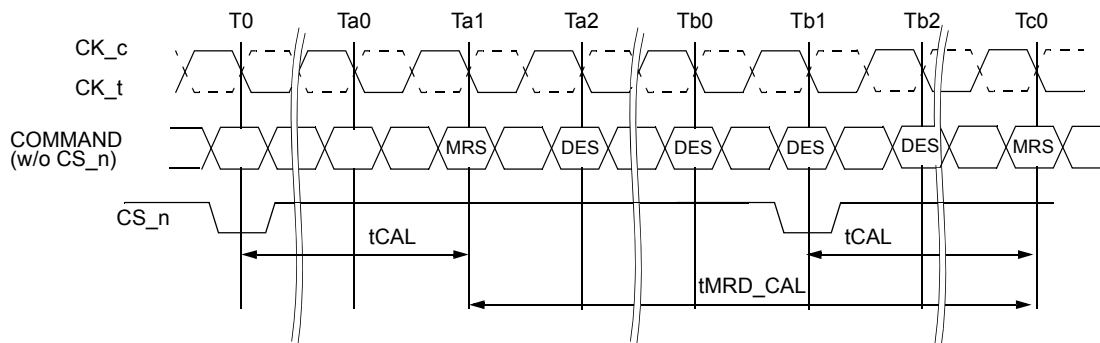 T0 Ta0 Ta1 Ta2 Tb0 Tb1 Tb2 Tc0
CK_c
CK_t
COMMAND
(w/o CS_n)
MRS DES DES DES DES MRS
CS_n
tCAL tCAL
tMRD_CAL